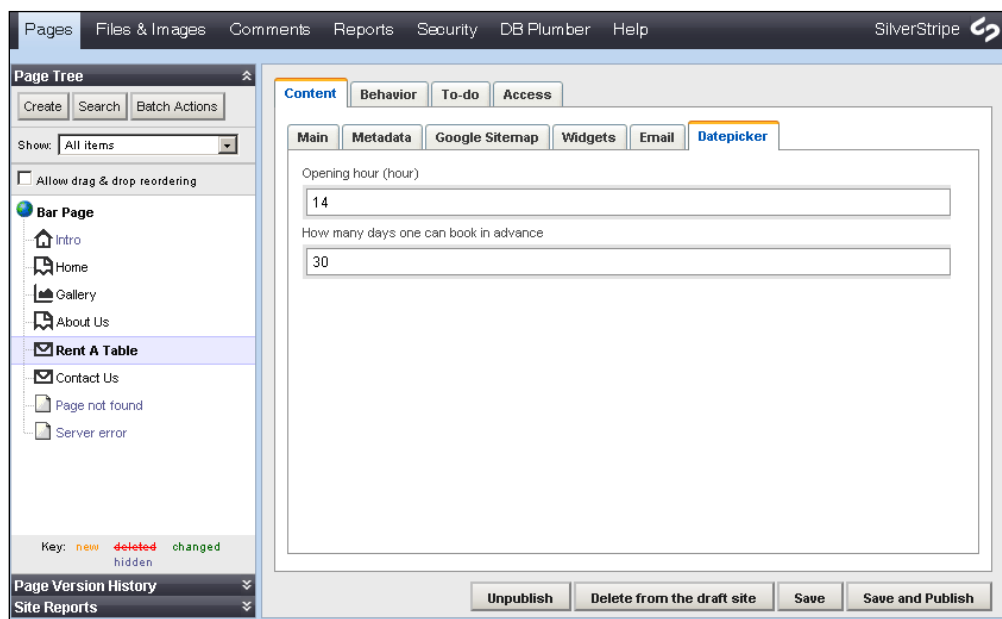 Pages Files & Images Comments Reports Security DB Plumber Help SilverStripe
Page Tree
Create Search Batch Actions
Show: All items
Allow drag & drop reordering
Bar Page
Intro
Home
Gallery
About Us
Rent A Table
Contact Us
Page not found
Server error
Key: new deleted changed
hidden
Page Version History
Site Reports
Content Behavior To-do Access
Main Metadata Google Sitemap Widgets Email Datepicker
Opening hour (hour)
14
How many days one can book in advance
30
Unpublish Delete from the draft site Save Save and Publish